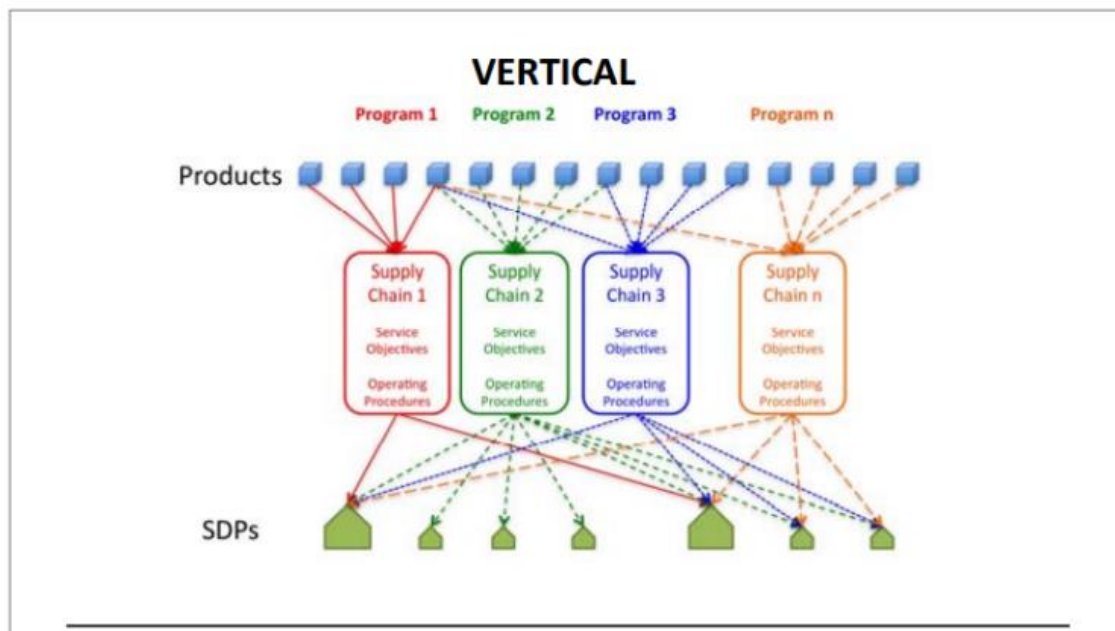 VERTICAL
Program 1 Program 2 Program 3 Program n
Products
Supply Chain 1
Service Objectives
Operating Procedures
Supply Chain 2
Service Objectives
Operating Procedures
Supply Chain 3
Service Objectives
Operating Procedures
Supply Chain n
Service Objectives
Operating Procedures
SDPs